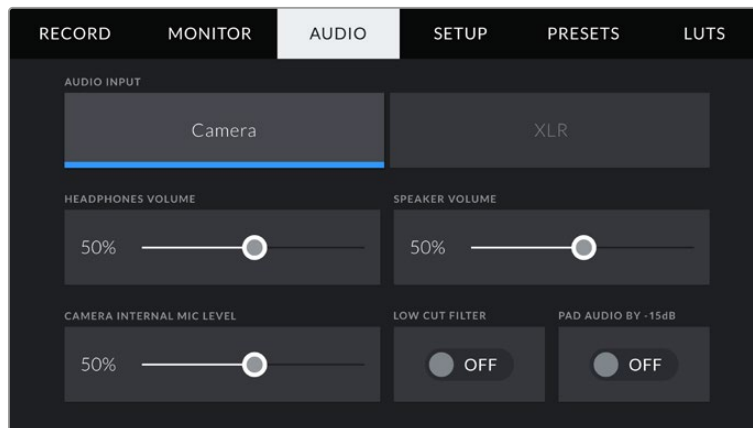 RECORD MONITOR AUDIO SETUP PRESETS LUTS
AUDIO INPUT
Camera XLR
HEADPHONES VOLUME SPEAKER VOLUME
50% 50%
CAMERA INTERNAL MIC LEVEL LOW CUT FILTER PAD AUDIO BY -15dB
50% OFF OFF